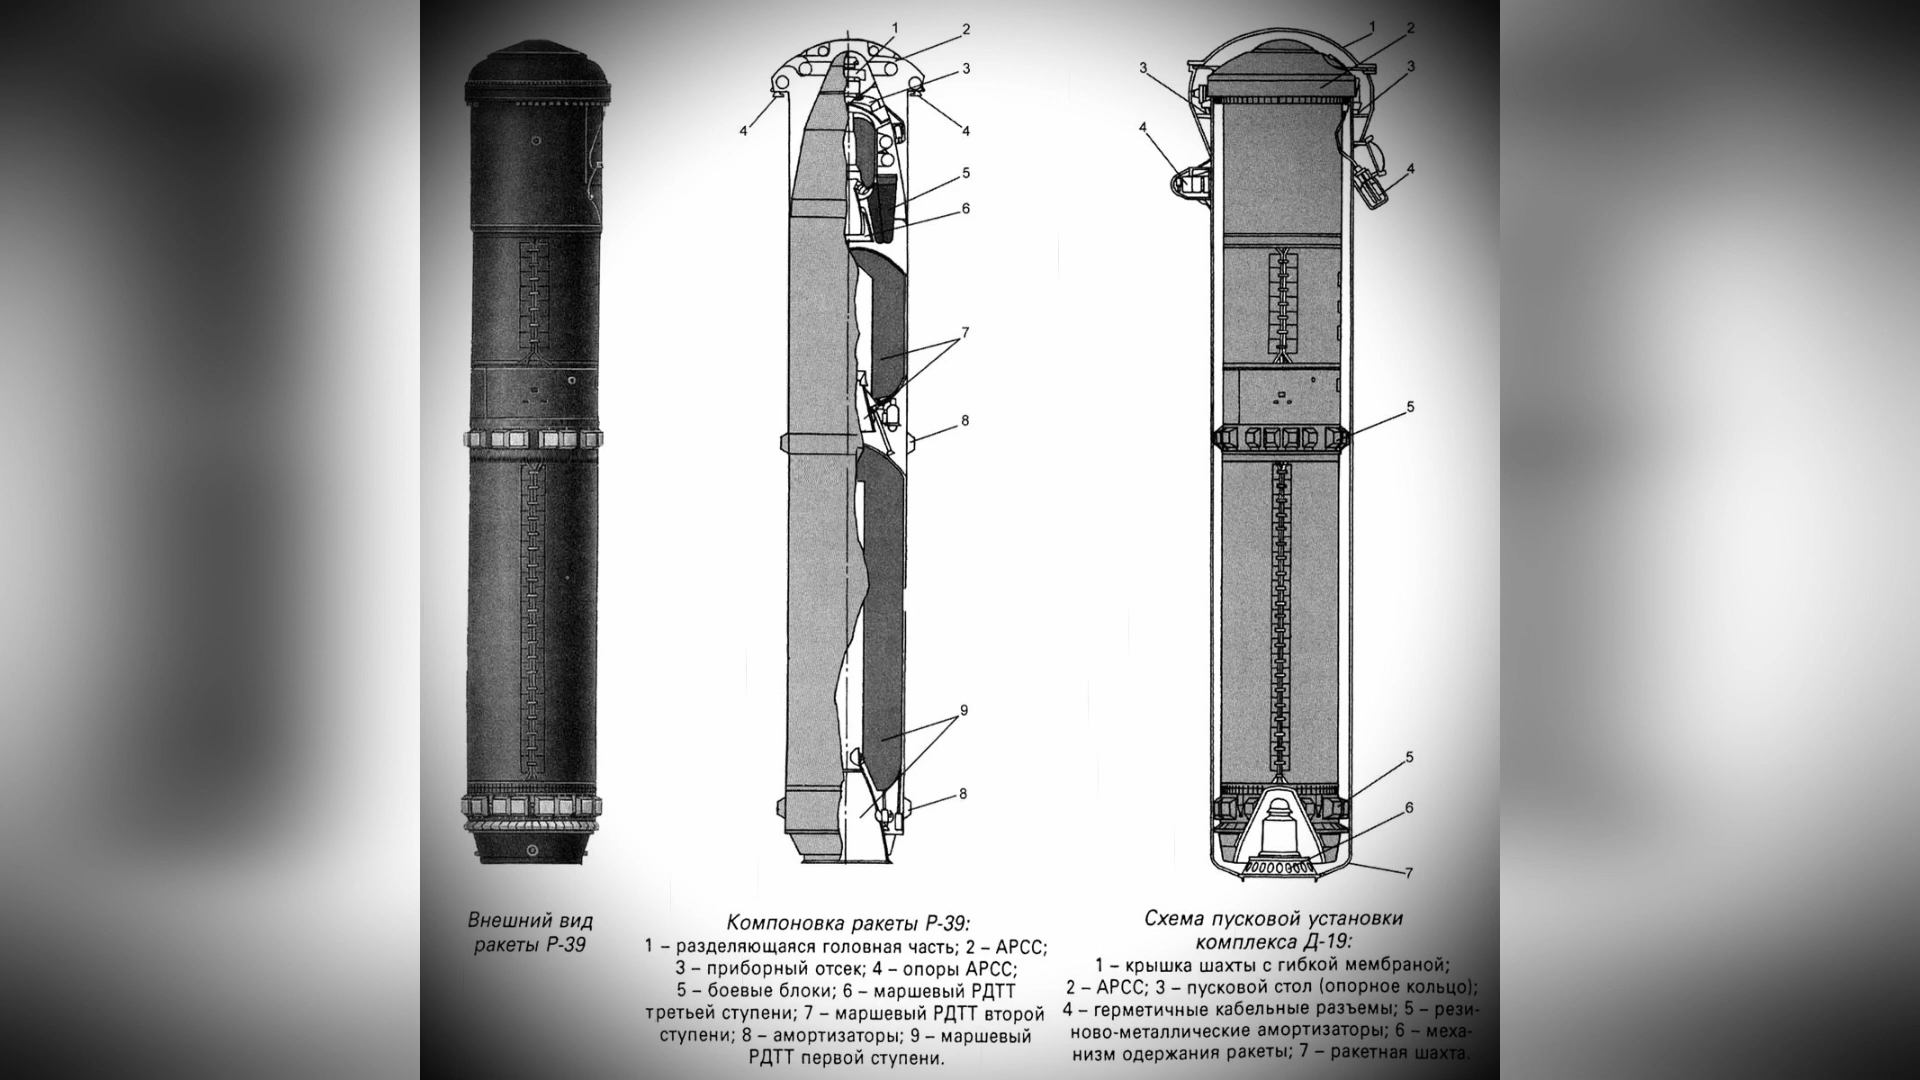 1
2
3
4
4
5
6
7
8
9
8
1
2
3
3
4
4
5
5
6
7
Внешний вид
ракеты Р-39
Компоновка ракеты Р-39:
1 – разделяющаяся головная часть; 2 – АРСС;
3 – приборный отсек; 4 – опоры АРСС;
5 – боевые блоки; 6 – маршевый РДТТ
третьей ступени; 7 – маршевый РДТТ второй
ступени; 8 – амортизаторы; 9 – маршевый
РДТТ первой ступени.
Схема пусковой установки
комплекса Д-19:
1 – крышка шахты с гибкой мембраной;
2 – АРСС; 3 – пусковой стол (опорное кольцо);
4 – герметичные кабельные разъемы; 5 – рези-
ново-металлические амортизаторы; 6 – меха-
низм одержания ракеты; 7 – ракетная шахта.